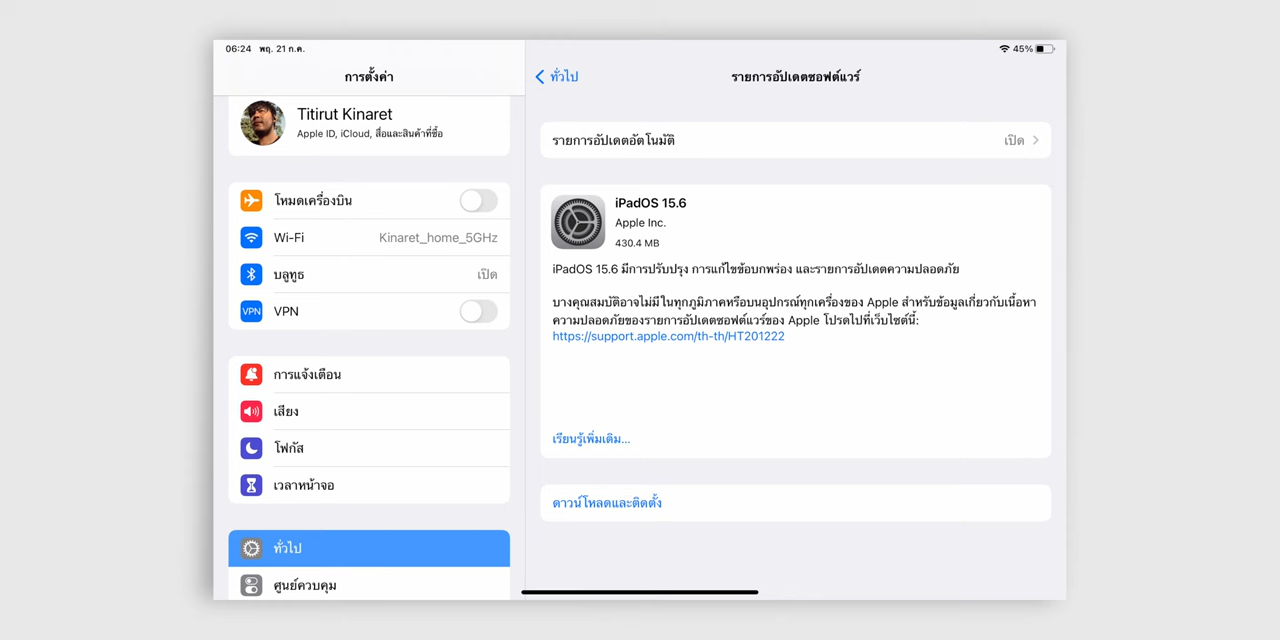 06:24 พฤ. 21 ก.ค.
45%
การตั้งค่า
Titirut Kinaret
Apple ID, iCloud, สื่อและสินค้าที่ซื้อ
โหมดเครื่องบิน
Wi-Fi Kinaret_home_5GHz
บลูทูธ เปิด
VPN VPN
การแจ้งเตือน
เสียง
โฟกัส
เวลาหน้าจอ
ทั่วไป
ศูนย์ควบคุม
ทั่วไป รายการอัปเดตซอฟต์แวร์
รายการอัปเดตอัตโนมัติ เปิด
iPadOS 15.6
Apple Inc.
430.4 MB
iPadOS 15.6 มีการปรับปรุง การแก้ไขข้อบกพร่อง และรายการอัปเดตความปลอดภัย
บางคุณสมบัติอาจไม่มีในทุกภูมิภาคหรือบนอุปกรณ์ทุกเครื่องของ Apple สำหรับข้อมูลเกี่ยวกับเนื้อหา
ความปลอดภัยของรายการอัปเดตซอฟต์แวร์ของ Apple โปรดไปที่เว็บไซต์นี้:
https://support.apple.com/th-th/HT201222
เรียนรู้เพิ่มเติม...
ดาวน์โหลดและติดตั้ง